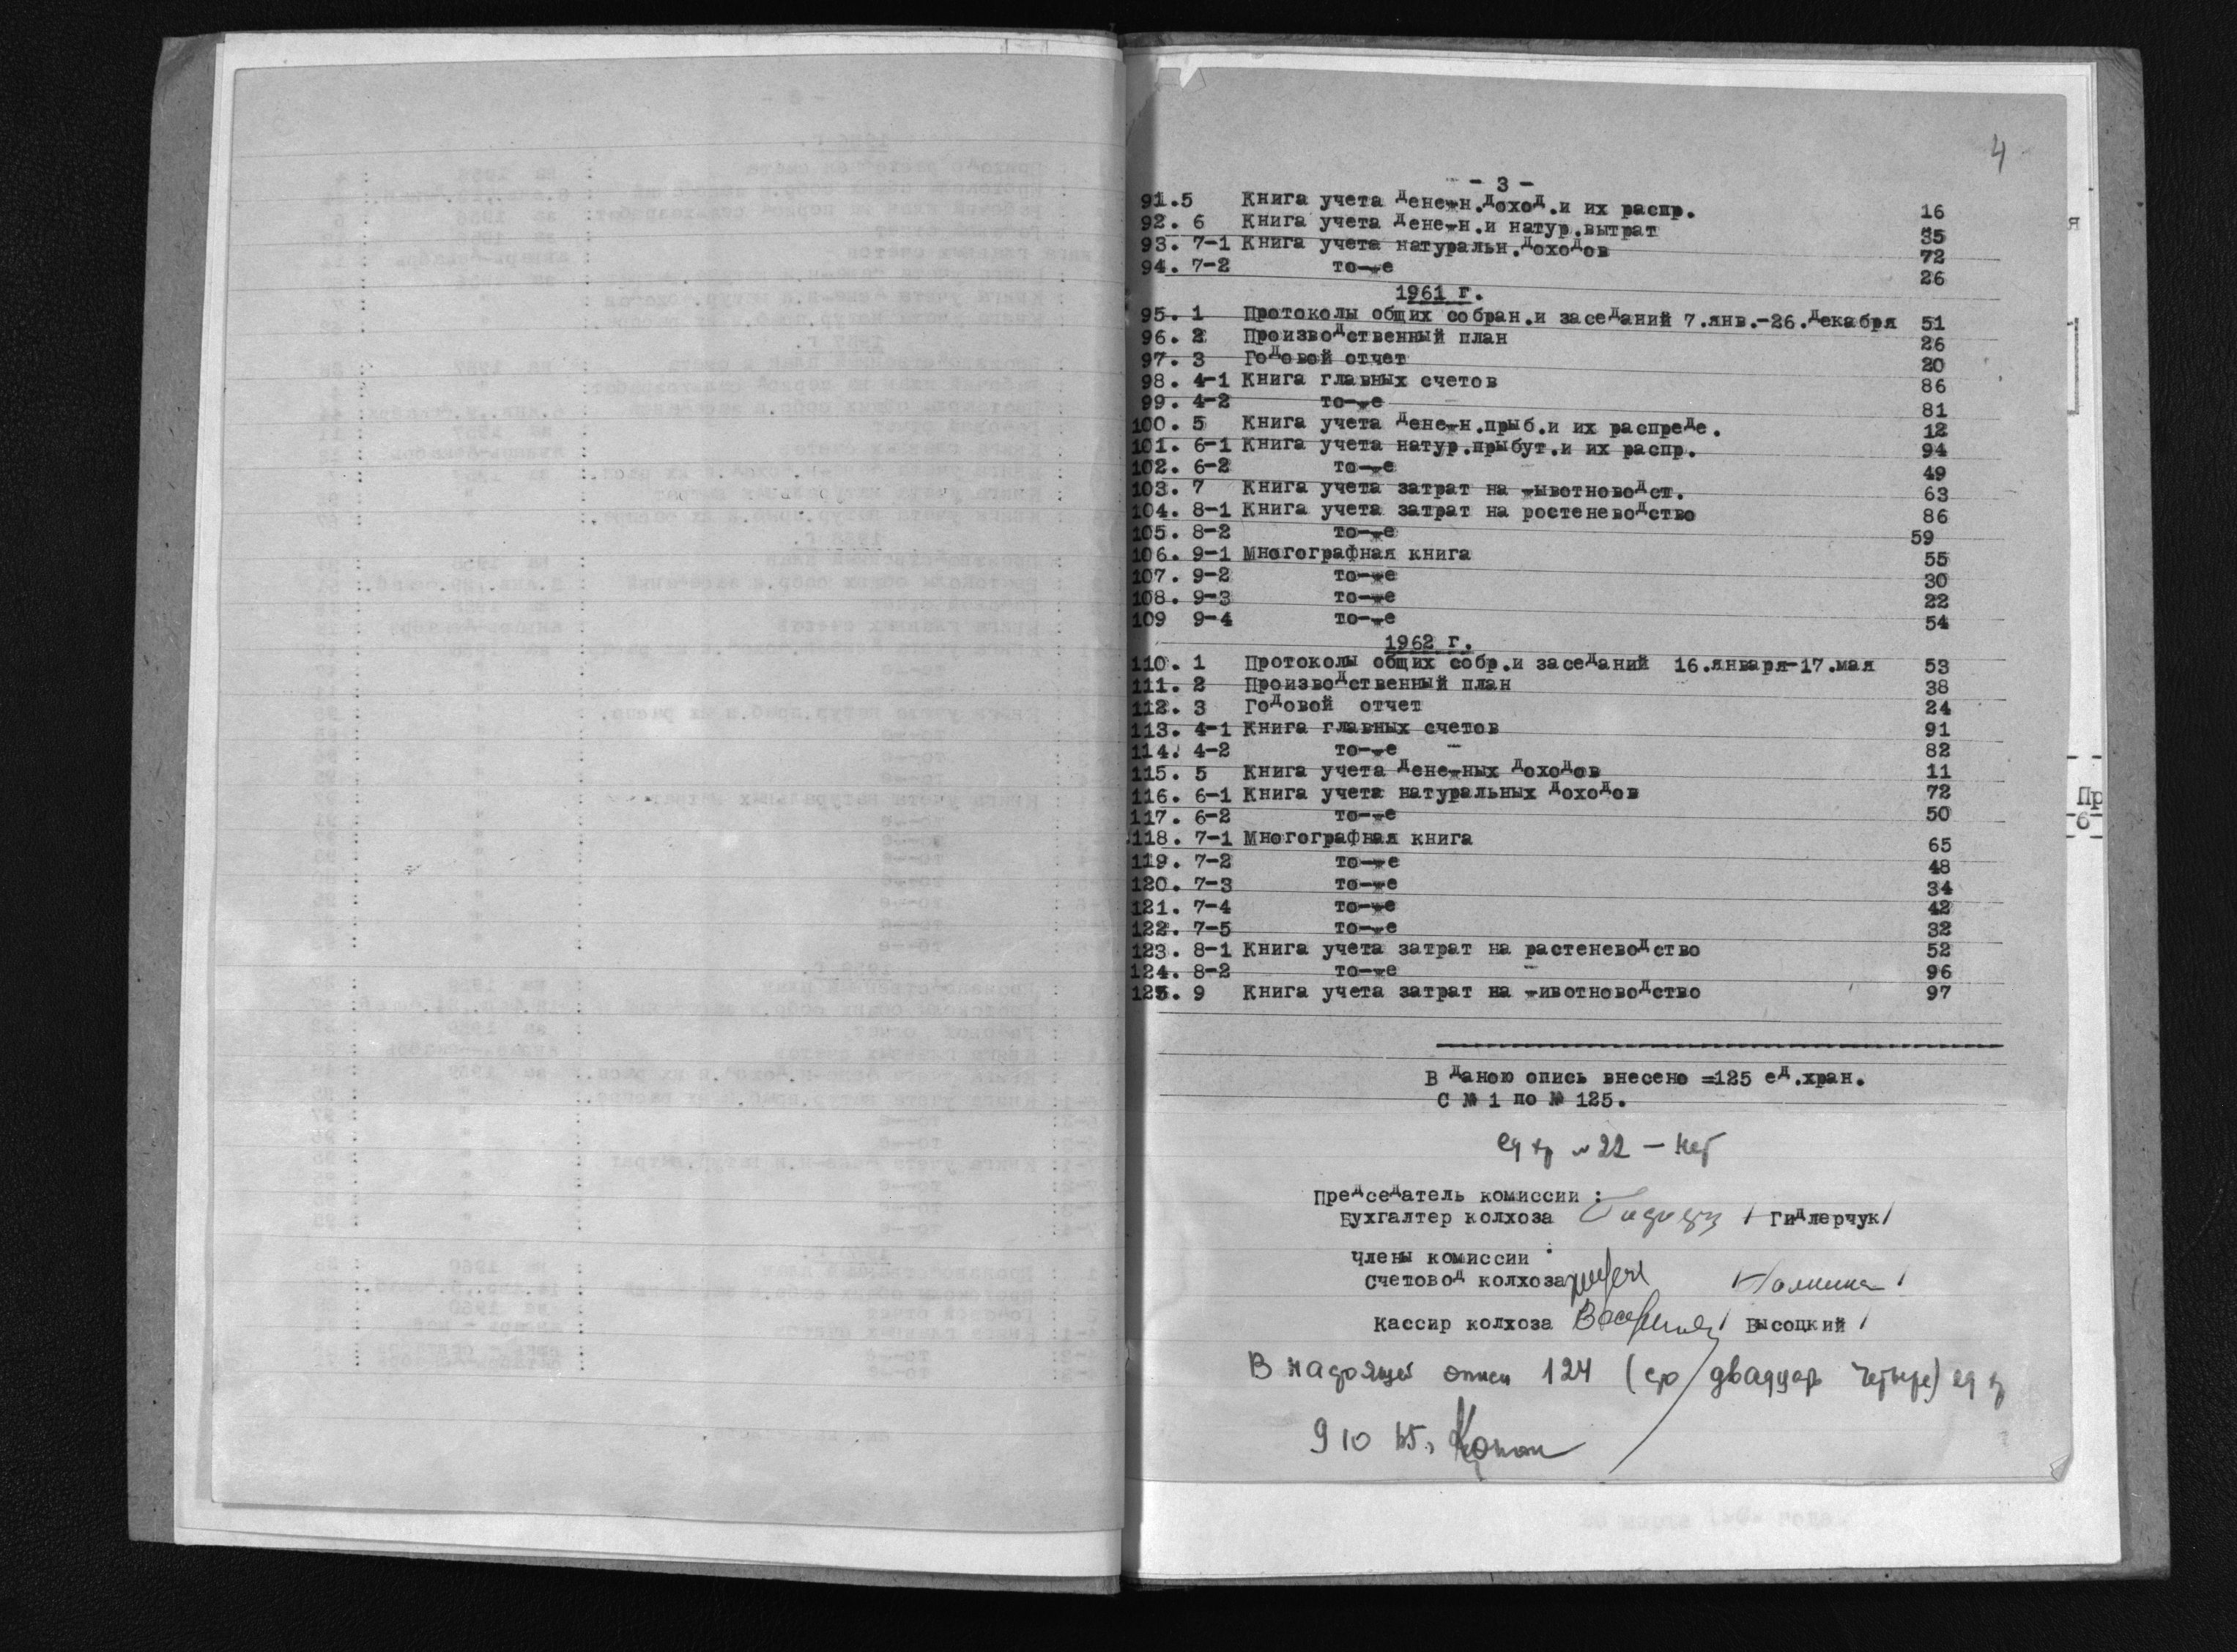 4
- 3 -
91.5 Книга учета денежн.доход.и их распр. 16
92. 6 Книга учета денежн.и натур.вытрат 35
93. 7-1 Книга учета натуральн.доходов 72
94. 7-2 то-же 26
1961 г.
95. 1 Протоколы общих собран.и заседаний 7.янв.-26.декабря 51
96. 2 Производственный план 26
97. 3 Годовой отчет 20
98. 4-1 Книга главных счетов 86
99. 4-2 то-же 81
100. 5 Книга учета денежн.прыб.и их распреде. 12
101. 6-1 Книга учета натур.прыбут.и их распр. 94
102. 6-2 то-же 49
103. 7 Книга учета затрат на жывотноводст. 63
104. 8-1 Книга учета затрат на ростеневодство 86
105. 8-2 то-же 59
106. 9-1 Многографная книга 55
107. 9-2 то-же 30
108. 9-3 то-же 22
109 9-4 то-же 54
1962 г.
110. 1 Протоколы общих собр.и заседаний 16.января-17.мая 53
111. 2 Производственный план 38
112. 3 Годовой отчет 24
113. 4-1 Книга главных счетов 91
114. 4-2 то-же 82
115. 5 Книга учета денежных доходов 11
116. 6-1 Книга учета натуральных доходов 72
117. 6-2 то-же 50
118. 7-1 Многографная книга 65
119. 7-2 то-же 48
120. 7-3 то-же 34
121. 7-4 то-же 42
122. 7-5 то-же 32
123. 8-1 Книга учета затрат на растеневодство 52
124. 8-2 то-же 96
125. 9 Книга учета затрат на животноводство 97
В даною опись внесено =125 ед.хран.
С № 1 по № 125.
ед хр №22 - нет
Председатель комиссии :
Бухгалтер колхоза /Гидлерчук/
члены комиссии :
Счетовод колхоза
Кассир колхоза /Высоцкий/
В настоящей описи 124 (сто двадцать четыре) ед хр
9 10 65.
Пр
6